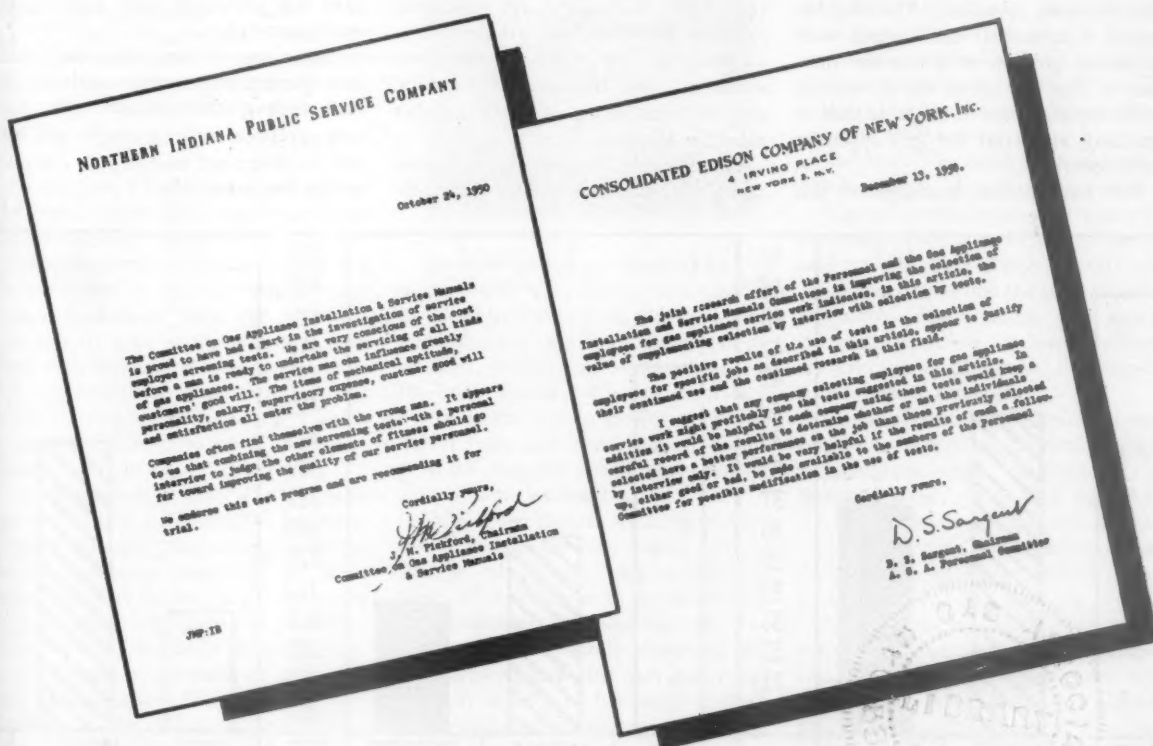 NORTHERN INDIANA PUBLIC SERVICE COMPANY
October 24, 1950
The Committee on Gas Appliance Installation & Service Manuals
is proud to have had a part in the investigation of service
employee screening tests. We are very conscious of the cost
before a man is ready to undertake the servicing of all kinds
of gas appliances. The service man can influence greatly
customers' good will. The items of mechanical aptitude,
personality, salary, supervisory expense, customer good will
and satisfaction all enter the problem.
Companies often find themselves with the wrong man. It appears
to us that combining the new screening tests with a personal
interview to judge the other elements of fitness should go
far toward improving the quality of our service personnel.
We endorse this test program and are recommending it for
trial.
Cordially yours,
J. M. Pickford, Chairman
Committee on Gas Appliance Installation
& Service Manuals
JMP:IB
CONSOLIDATED EDISON COMPANY OF NEW YORK, INC.
4 IRVING PLACE
NEW YORK 3, N.Y.
December 13, 1950.
The joint research effort of the Personnel and the Gas Appliance
Installation and Service Manuals Committees in improving the selection of
employees for gas appliance service work indicates, in this article, the
value of supplementing selection by interview with selection by tests.
The positive results of the use of tests in the selection of
employees for specific jobs as described in this article, appear to justify
their continued use and the continued research in this field.
I suggest that any company selecting employees for gas appliance
service work might profitably use the tests suggested in this article. In
addition it would be helpful if each company using these tests would keep a
careful record of the results to determine whether or not the individuals
selected have a better performance on the job than those previously selected
by interview only. It would be very helpful if the results of such a follow-
up, either good or bad, be made available to the members of the Personnel
Committee for possible modification in the use of tests.
Cordially yours,
D. S. Sargent
D. S. Sargent, Chairman
A. G. A. Personnel Committee